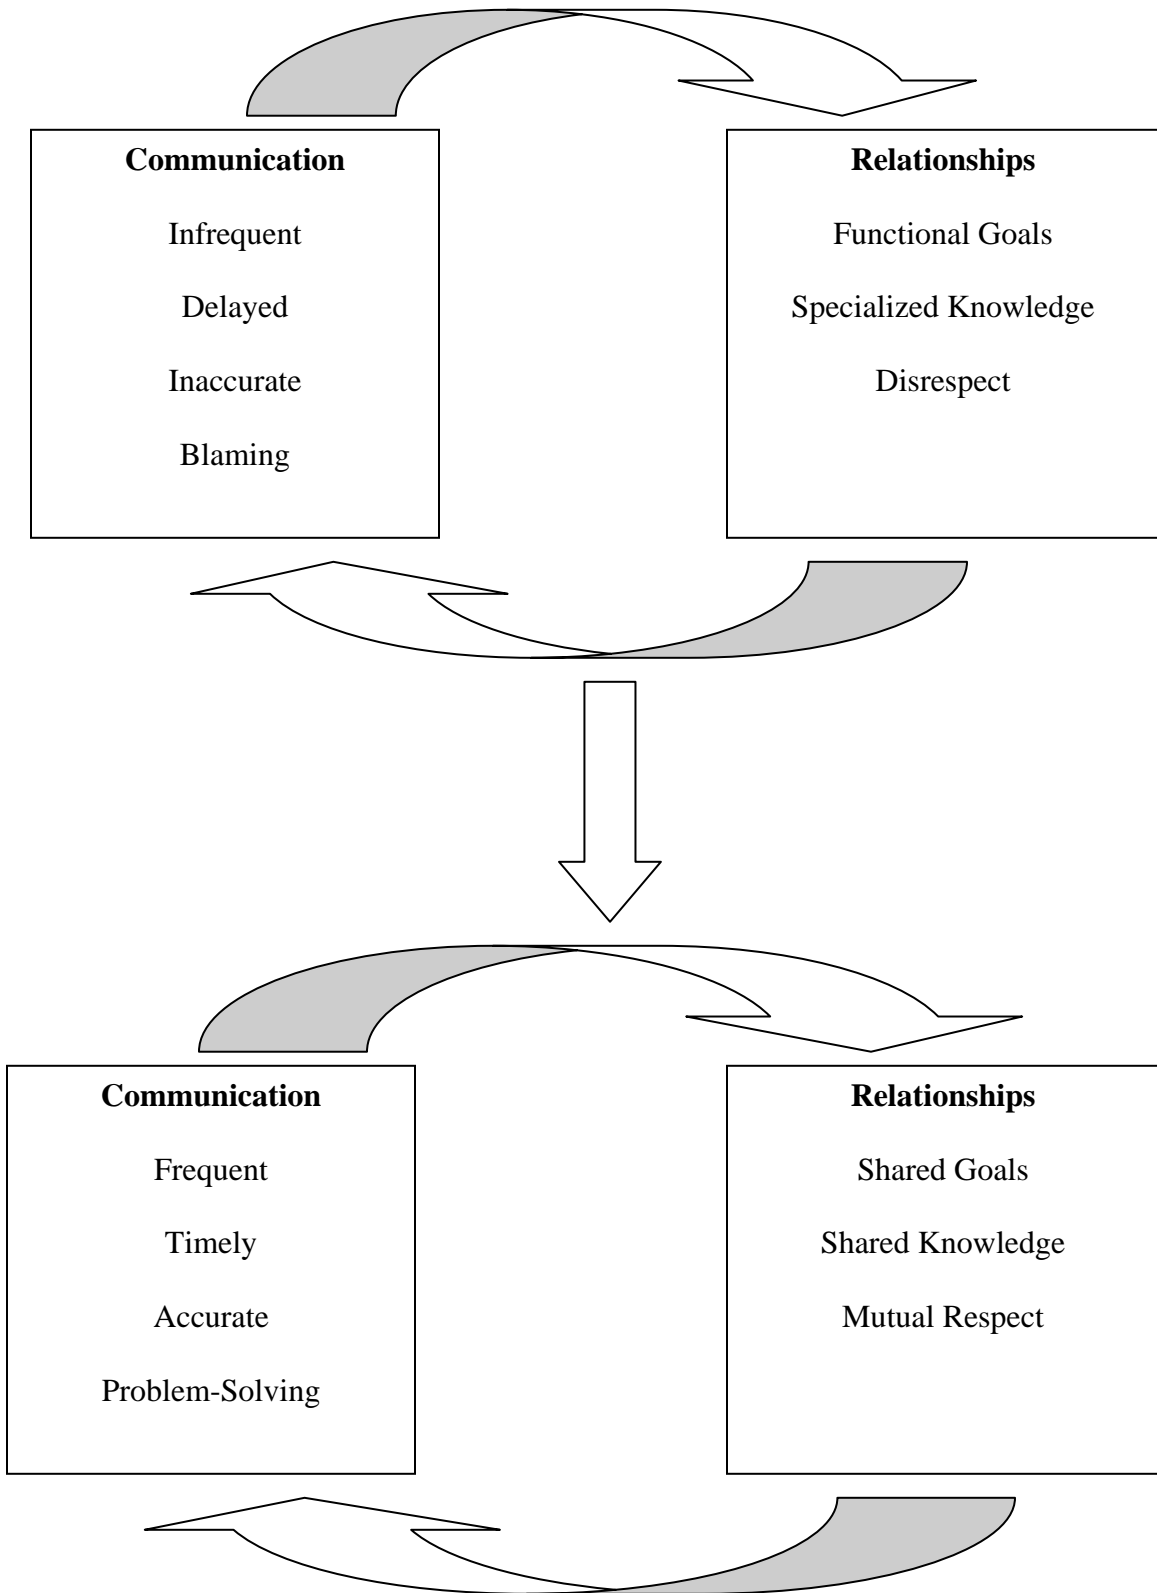 Communication
Infrequent
Delayed
Inaccurate
Blaming
Relationships
Functional Goals
Specialized Knowledge
Disrespect
Communication
Frequent
Timely
Accurate
Problem-Solving
Relationships
Shared Goals
Shared Knowledge
Mutual Respect